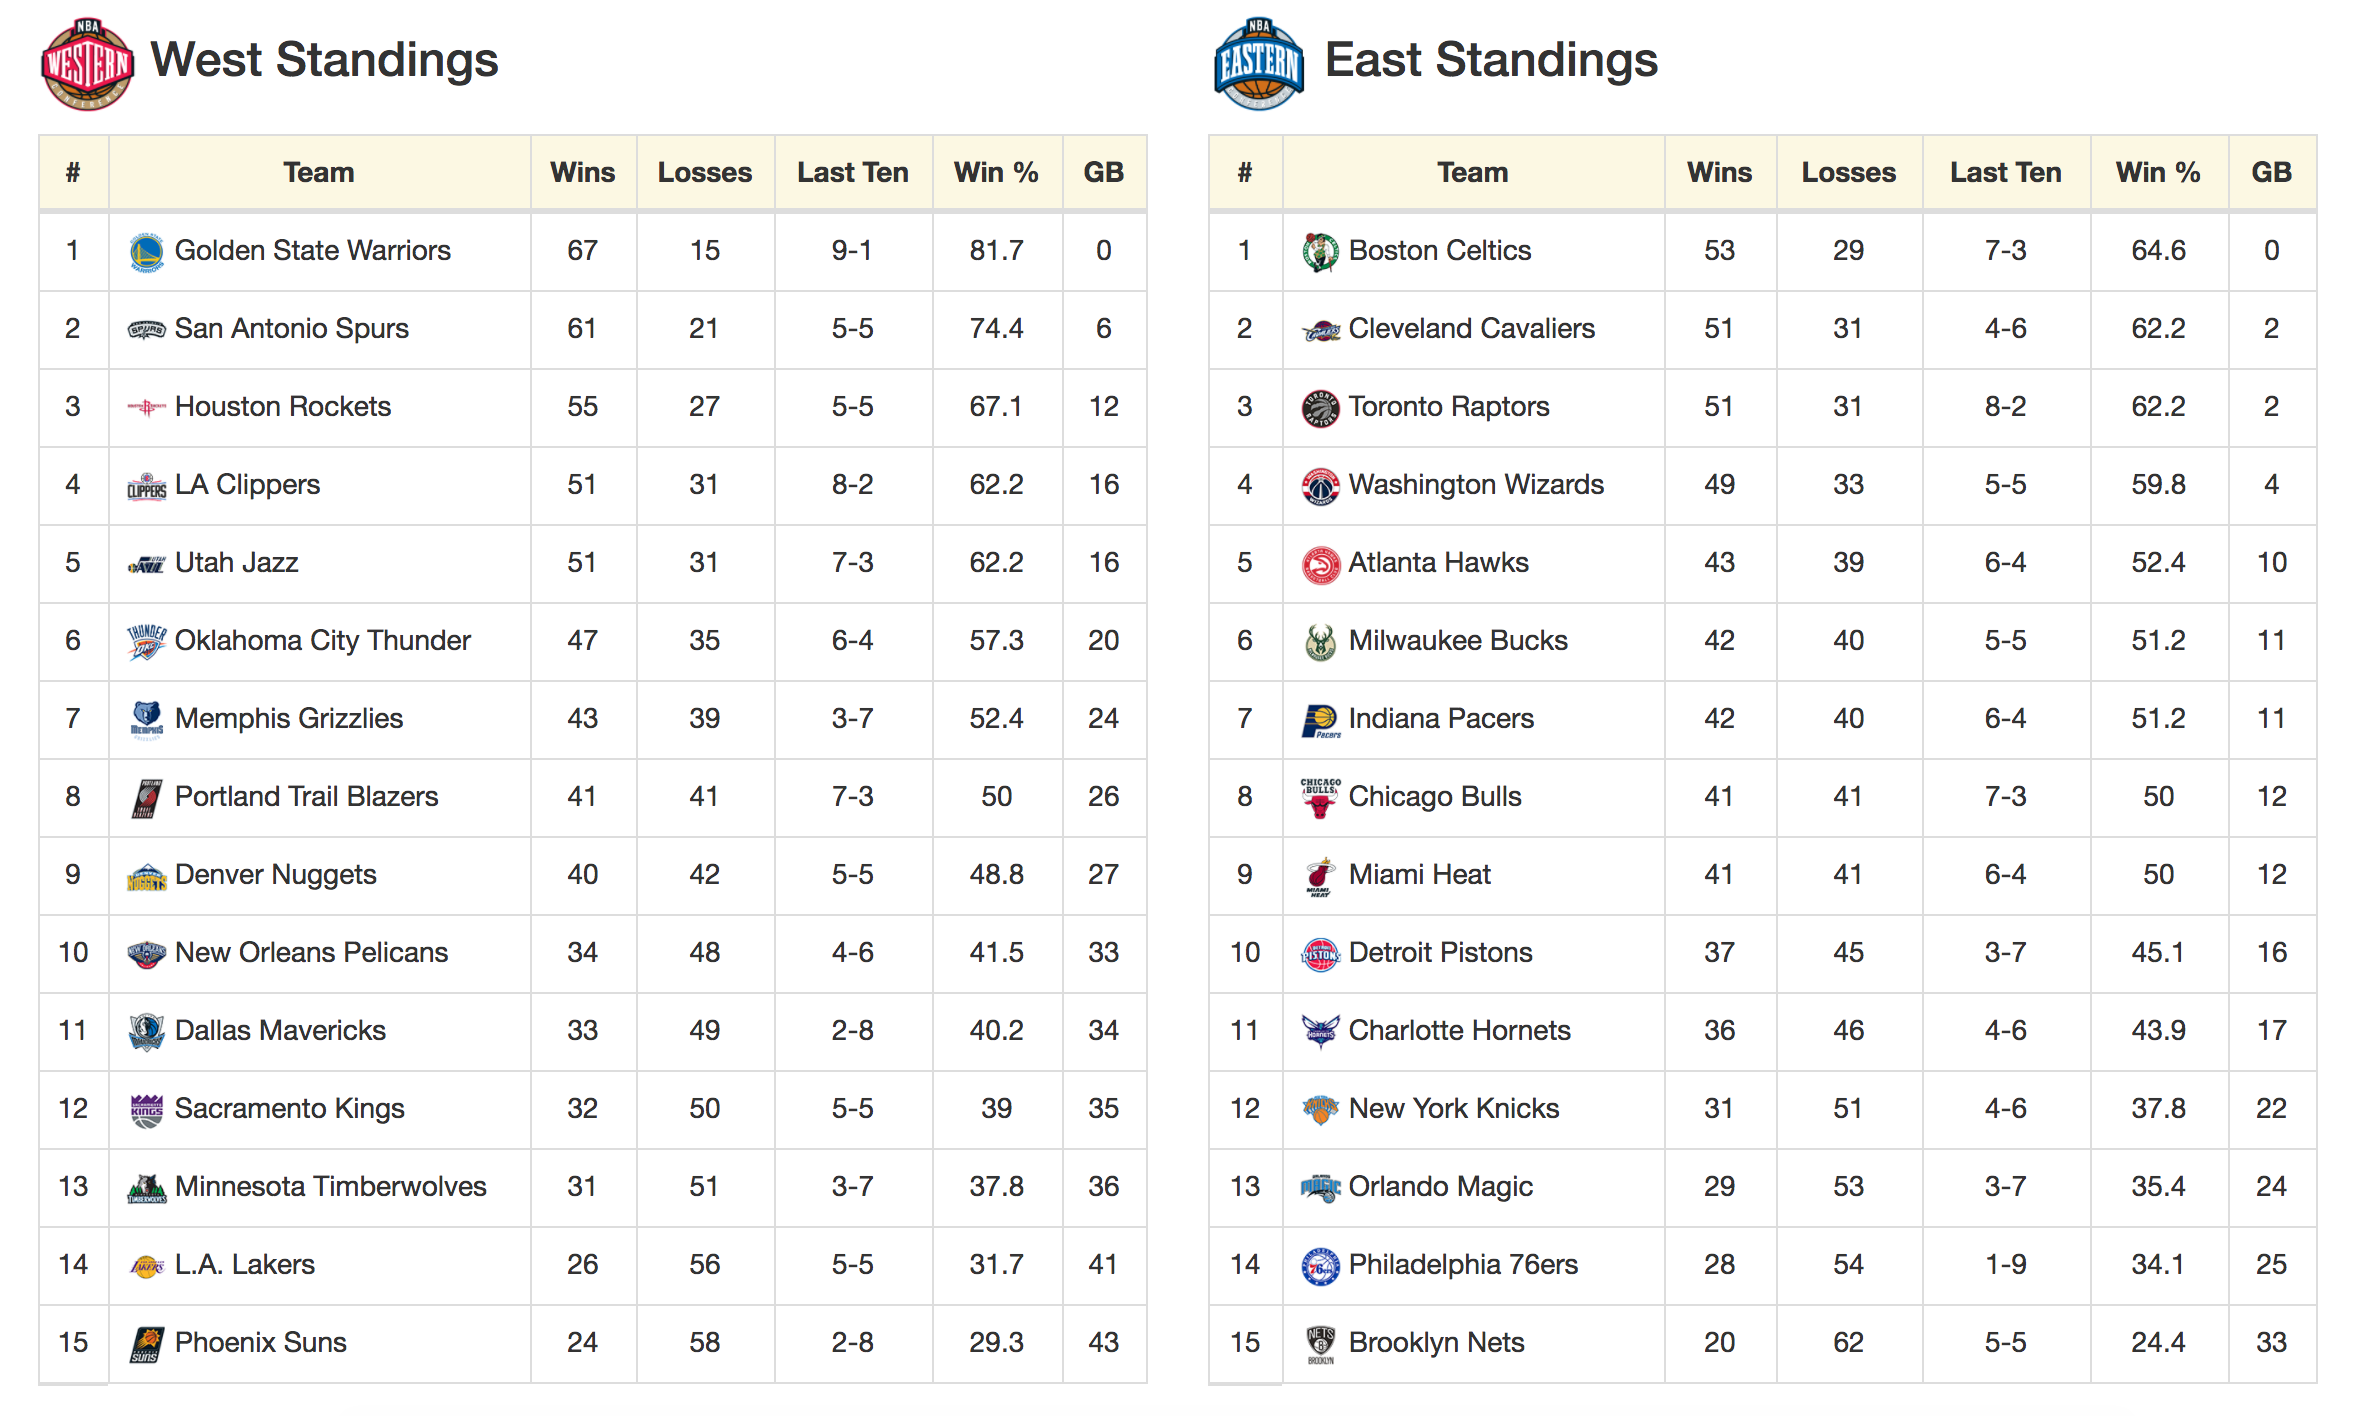 NBA
WESTERN
CONFERENCE
West Standings
# Team Wins Losses Last Ten Win % GB
1 Golden State Warriors 67 15 9-1 81.7 0
2 San Antonio Spurs 61 21 5-5 74.4 6
3 Houston Rockets 55 27 5-5 67.1 12
4 LA Clippers 51 31 8-2 62.2 16
5 Utah Jazz 51 31 7-3 62.2 16
6 Oklahoma City Thunder 47 35 6-4 57.3 20
7 Memphis Grizzlies 43 39 3-7 52.4 24
8 Portland Trail Blazers 41 41 7-3 50 26
9 Denver Nuggets 40 42 5-5 48.8 27
10 New Orleans Pelicans 34 48 4-6 41.5 33
11 Dallas Mavericks 33 49 2-8 40.2 34
12 Sacramento Kings 32 50 5-5 39 35
13 Minnesota Timberwolves 31 51 3-7 37.8 36
14 L.A. Lakers 26 56 5-5 31.7 41
15 Phoenix Suns 24 58 2-8 29.3 43
NBA
EASTERN
CONFERENCE
East Standings
# Team Wins Losses Last Ten Win % GB
1 Boston Celtics 53 29 7-3 64.6 0
2 Cleveland Cavaliers 51 31 4-6 62.2 2
3 Toronto Raptors 51 31 8-2 62.2 2
4 Washington Wizards 49 33 5-5 59.8 4
5 Atlanta Hawks 43 39 6-4 52.4 10
6 Milwaukee Bucks 42 40 5-5 51.2 11
7 Indiana Pacers 42 40 6-4 51.2 11
8 Chicago Bulls 41 41 7-3 50 12
9 Miami Heat 41 41 6-4 50 12
10 Detroit Pistons 37 45 3-7 45.1 16
11 Charlotte Hornets 36 46 4-6 43.9 17
12 New York Knicks 31 51 4-6 37.8 22
13 Orlando Magic 29 53 3-7 35.4 24
14 Philadelphia 76ers 28 54 1-9 34.1 25
15 Brooklyn Nets 20 62 5-5 24.4 33